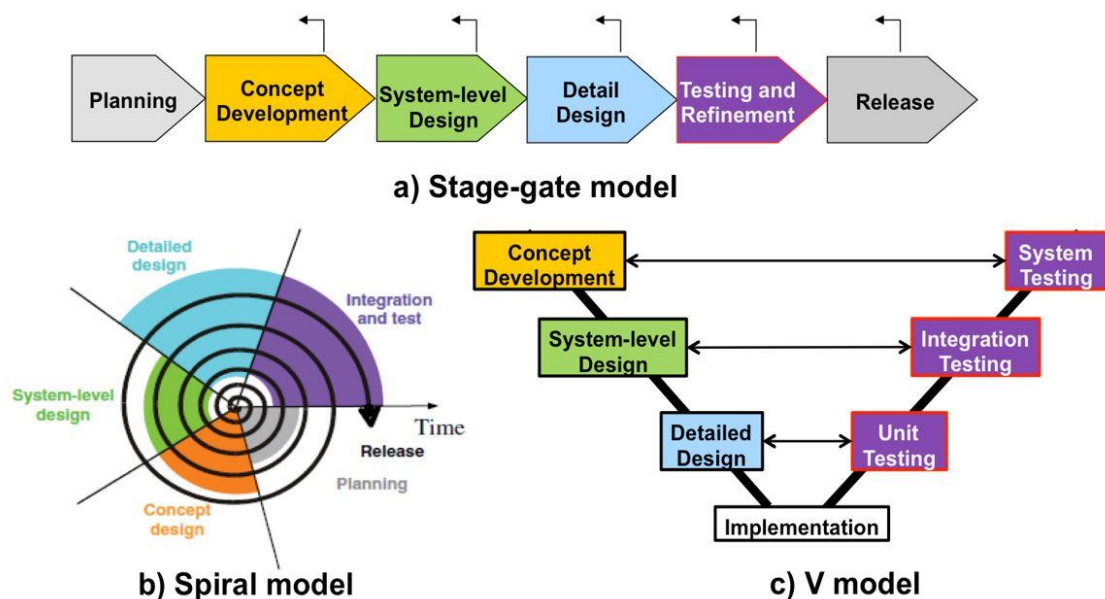 Planning
Concept
Development
System-level
Design
Detail
Design
Testing and
Refinement
Release
a) Stage-gate model
Detailed
design
Integration
and test
System-level
design
Time
Release
Planning
Concept
design
b) Spiral model
Concept
Development
System
Testing
System-level
Design
Integration
Testing
Detailed
Design
Unit
Testing
Implementation
c) V model